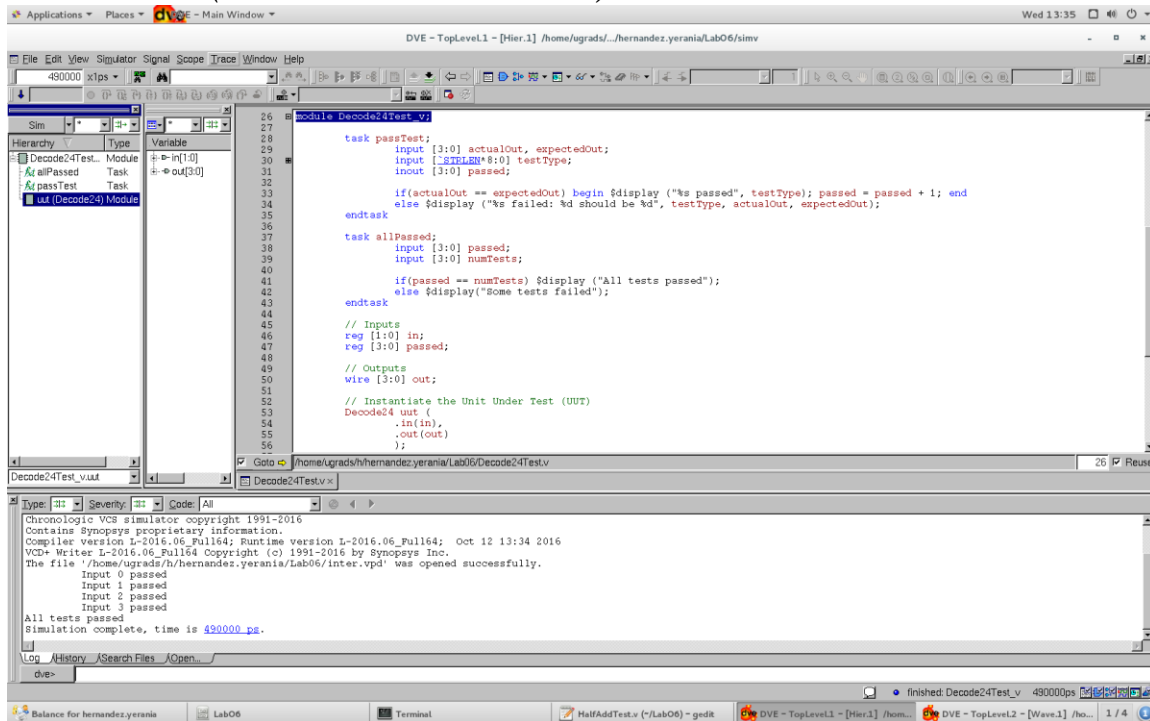 Applications Places DVE - Main Window Wed 13:35
DVE - TopLevel.1 - [Hier.1] /home/ugrads/.../hernandez.yerania/Lab06/simv
File Edit View Simulator Signal Scope Trace Window Help
490000 x1ps
Sim
Hierarchy Type Variable
Decode24Test... Module in[1:0]
allPassed Task out[3:0]
passTest Task
uut (Decode24) Module
26 module Decode24Test_v;
27
28 task passTest;
29 input [3:0] actualOut, expectedOut;
30 input [`STRLEN*8:0] testType;
31 inout [3:0] passed;
32
33 if(actualOut == expectedOut) begin $display ("%s passed", testType); passed = passed + 1; end
34 else $display ("%s failed: %d should be %d", testType, actualOut, expectedOut);
35 endtask
36
37 task allPassed;
38 input [3:0] passed;
39 input [3:0] numTests;
40
41 if(passed == numTests) $display ("All tests passed");
42 else $display("Some tests failed");
43 endtask
44
45 // Inputs
46 reg [1:0] in;
47 reg [3:0] passed;
48
49 // Outputs
50 wire [3:0] out;
51
52 // Instantiate the Unit Under Test (UUT)
53 Decode24 uut (
54 .in(in),
55 .out(out)
56 );
Goto /home/ugrads/h/hernandez.yerania/Lab06/Decode24Test.v 26 Reuse
Decode24Test_v.uut
Decode24Test.v
Type: Severity: Code: All
Chronologic VCS simulator copyright 1991-2016
Contains Synopsys proprietary information.
Compiler version L-2016.06_Full64; Runtime version L-2016.06_Full64; Oct 12 13:34 2016
VCD+ Writer L-2016.06_Full64 Copyright (c) 1991-2016 by Synopsys Inc.
The file '/home/ugrads/h/hernandez.yerania/Lab06/inter.vpd' was opened successfully.
Input 0 passed
Input 1 passed
Input 2 passed
Input 3 passed
All tests passed
Simulation complete, time is 490000 ps.
Log History Search Files Open...
dve>
finished: Decode24Test_v 490000ps
Balance for hernandez.yerania Lab06 Terminal HalfAddTest.v (~/Lab06) - gedit DVE - TopLevel.1 - [Hier.1] /hom... DVE - TopLevel.2 - [Wave.1] /ho... 1 / 4